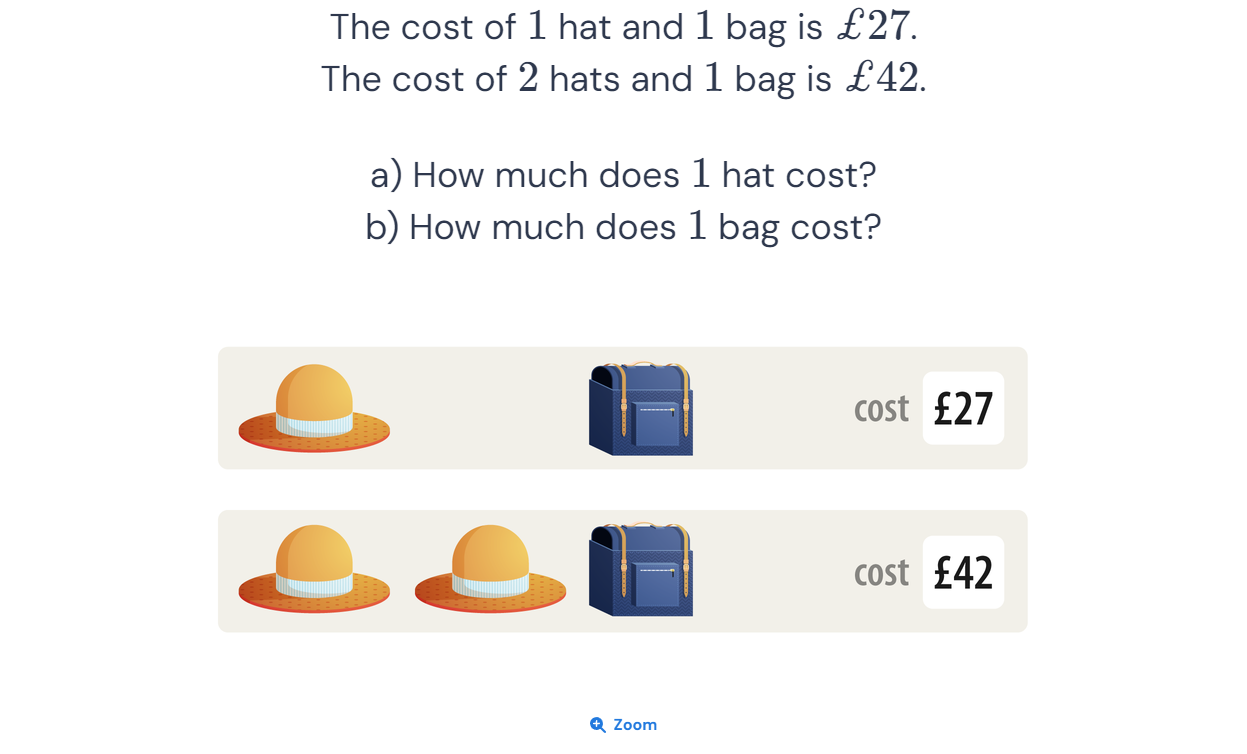 The cost of 1 hat and 1 bag is £27.
The cost of 2 hats and 1 bag is £42.
a) How much does 1 hat cost?
b) How much does 1 bag cost?
cost £27
cost £42
Zoom